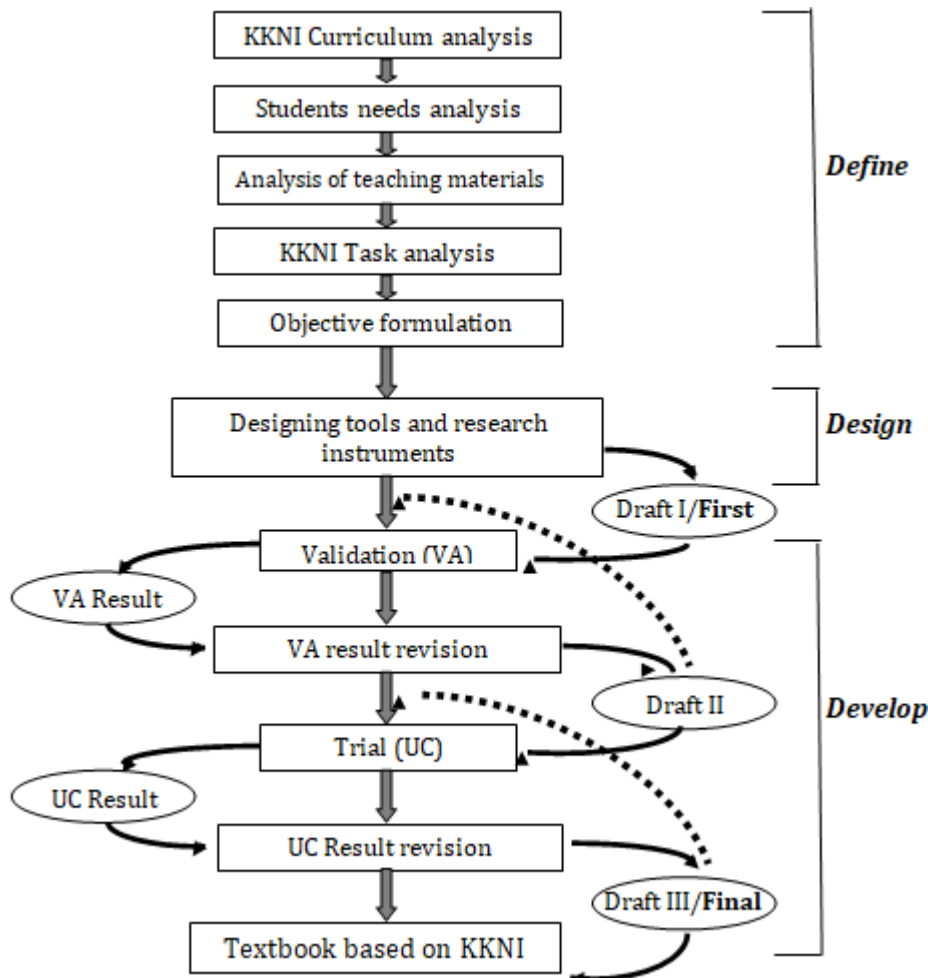 KKNI Curriculum analysis
Students needs analysis
Analysis of teaching materials
Define
KKNI Task analysis
Objective formulation
Designing tools and research
instruments
Design
Draft I/First
Validation (VA)
VA Result
VA result revision
Draft II
Develop
Trial (UC)
UC Result
UC Result revision
Draft III/Final
Textbook based on KKNI